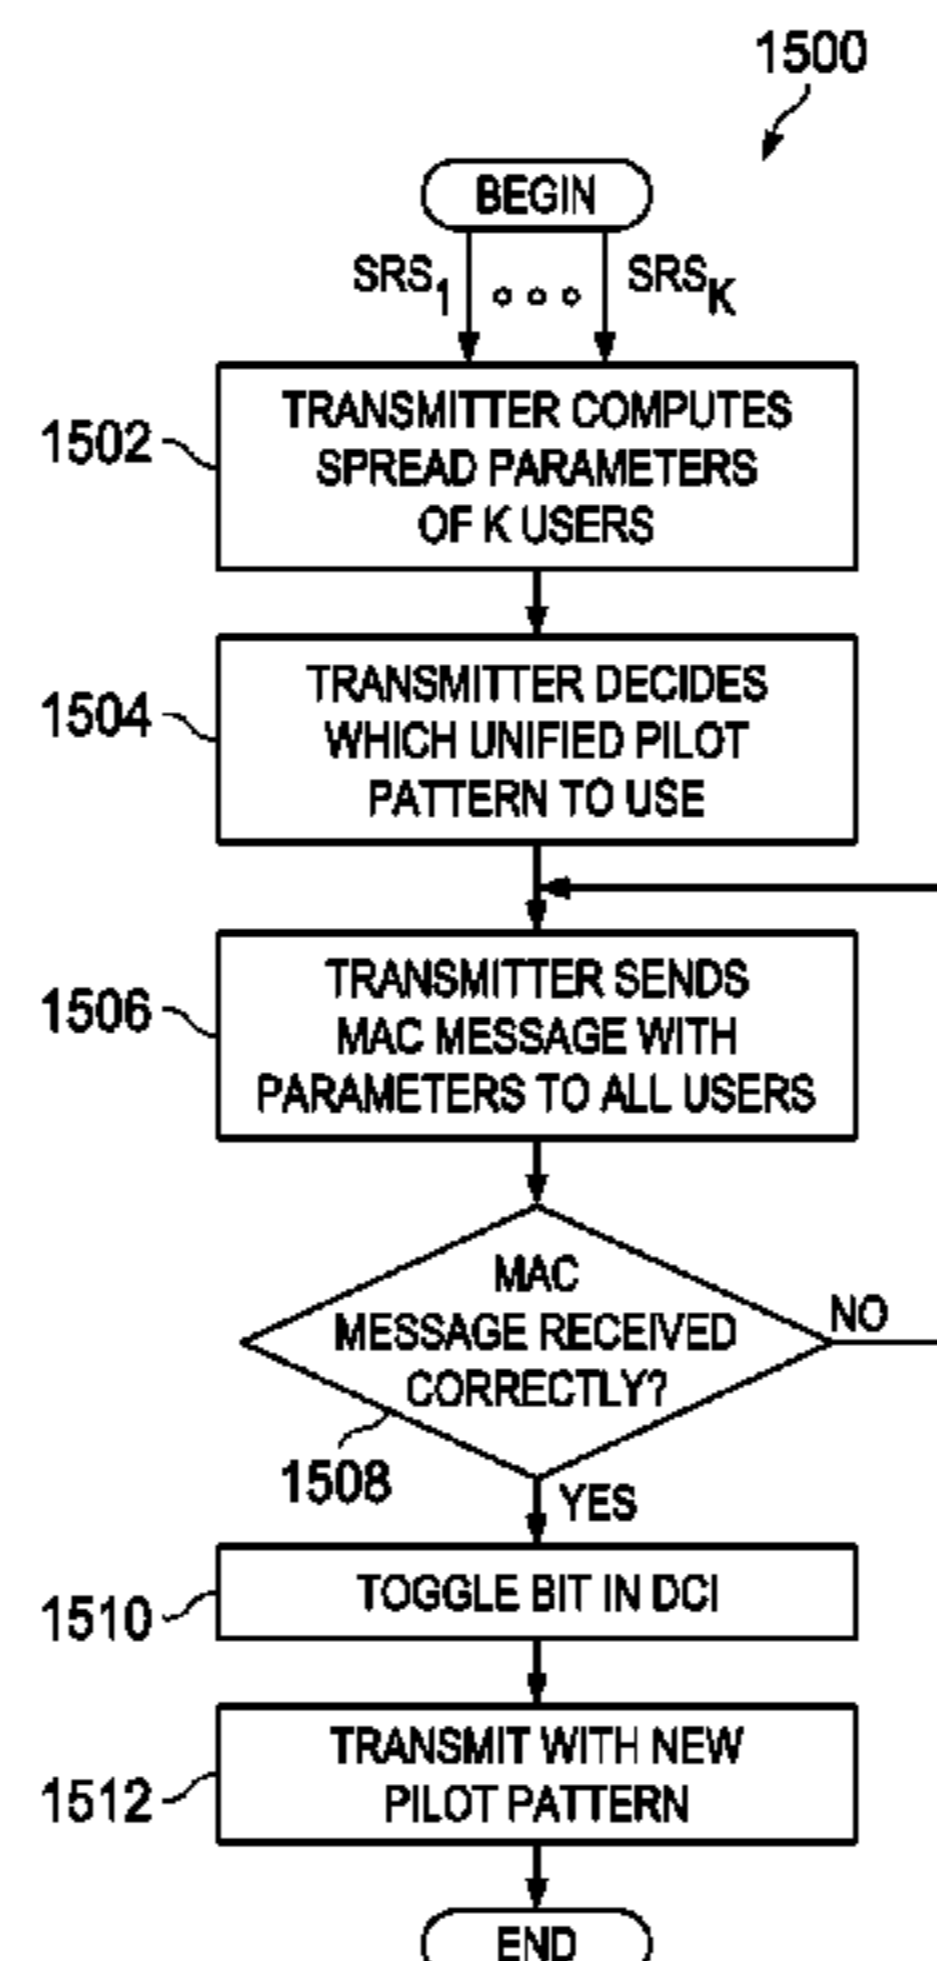 1500
BEGIN
SRS1 SRSK
1502
TRANSMITTER COMPUTES
SPREAD PARAMETERS
OF K USERS
1504
TRANSMITTER DECIDES
WHICH UNIFIED PILOT
PATTERN TO USE
1506
TRANSMITTER SENDS
MAC MESSAGE WITH
PARAMETERS TO ALL USERS
MAC
MESSAGE RECEIVED
CORRECTLY?
NO
1508
YES
1510
TOGGLE BIT IN DCI
1512
TRANSMIT WITH NEW
PILOT PATTERN
END